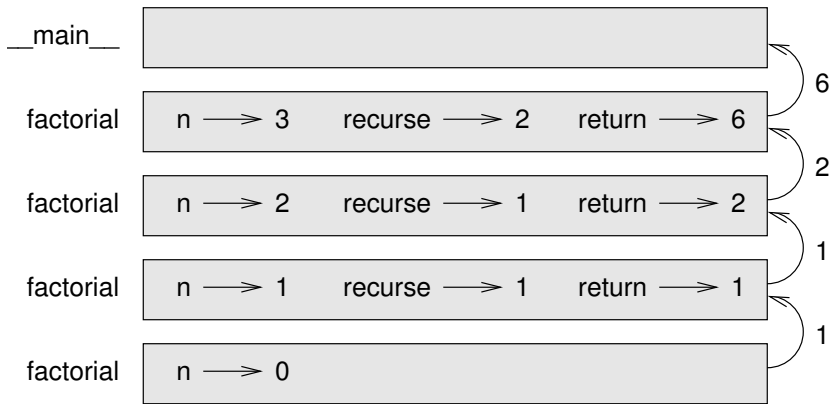 __main__
6
factorial n 3 recurse 2 return 6
2
factorial n 2 recurse 1 return 2
1
factorial n 1 recurse 1 return 1
1
factorial n 0